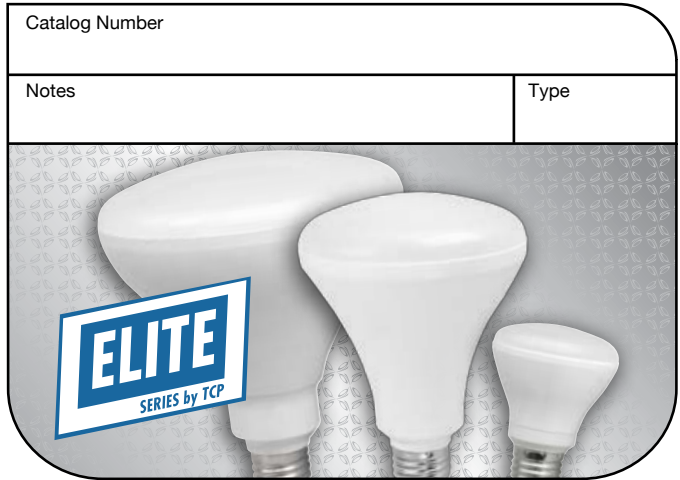 Catalog Number
Notes
Type
ELITE
SERIES by TCP